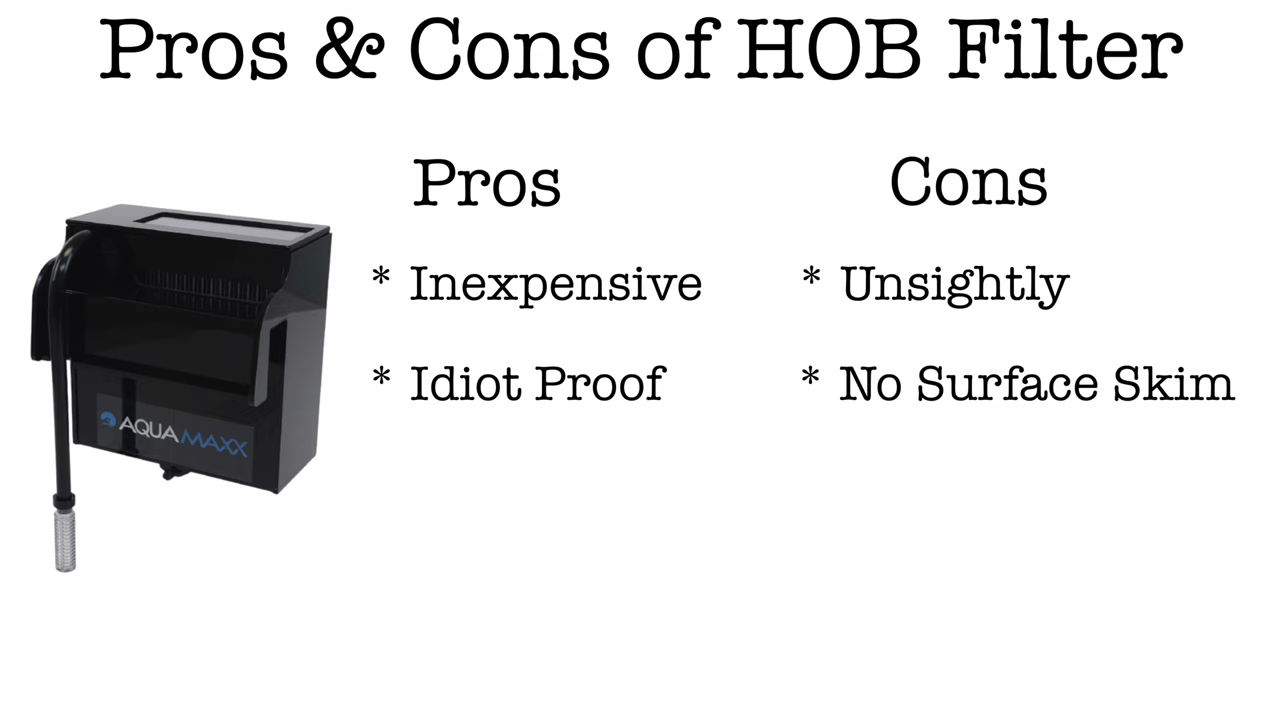 Pros & Cons of HOB Filter
Pros
* Inexpensive
* Idiot Proof
Cons
* Unsightly
* No Surface Skim
AQUAMAXX